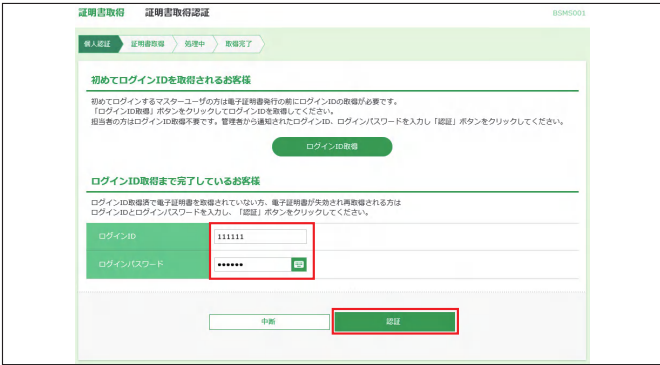 証明書取得 証明書取得認証
BSMS001
個人認証 証明書取得 処理中 取得完了
初めてログインIDを取得されるお客様
初めてログインするマスターユーザの方は電子証明書発行の前にログインIDの取得が必要です。
「ログインID取得」ボタンをクリックしてログインIDを取得してください。
担当者の方はログインID取得不要です。管理者から通知されたログインID、ログインパスワードを入力し「認証」ボタンをクリックしてください。
ログインID取得
ログインID取得まで完了しているお客様
ログインID取得済で電子証明書を取得されていない方、電子証明書が失効され再取得される方は
ログインIDとログインパスワードを入力し、「認証」ボタンをクリックしてください。
ログインID 111111
ログインパスワード ●●●●●●
中断 認証